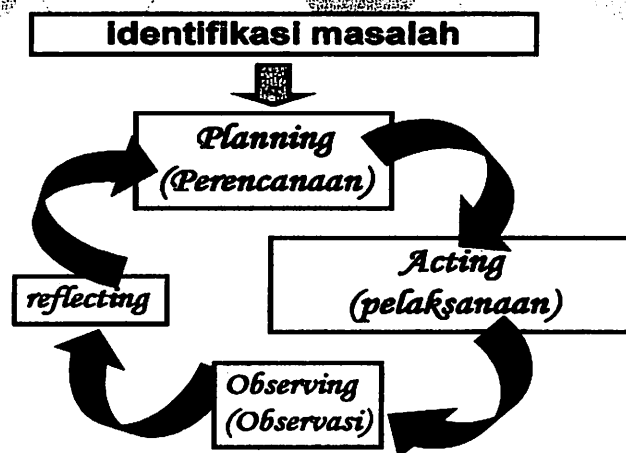 identifikasi masalah
Planning
(Perencanaan)
Acting
(pelaksanaan)
reflecting
Observing
(Observasi)